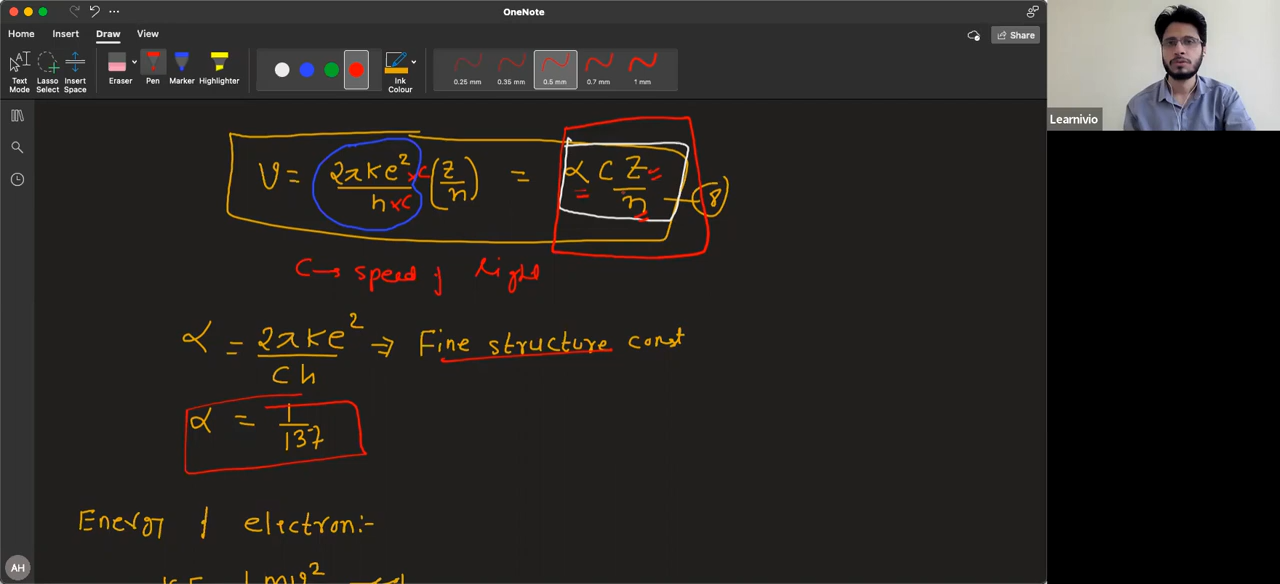 OneNote
Home Insert Draw View
Share
Text Mode Lasso Select Insert Space Eraser Pen Marker Highlighter Ink Colour 0.25 mm 0.35 mm 0.5 mm 0.7 mm 1 mm
Learnivio
V = 2πke²×c / h×c (Z/n) = α C Z/n — (8)
C → speed of light
α = 2πke² / Ch ⇒ Fine structure const
α = 1/137
Energy of electron:-
AH